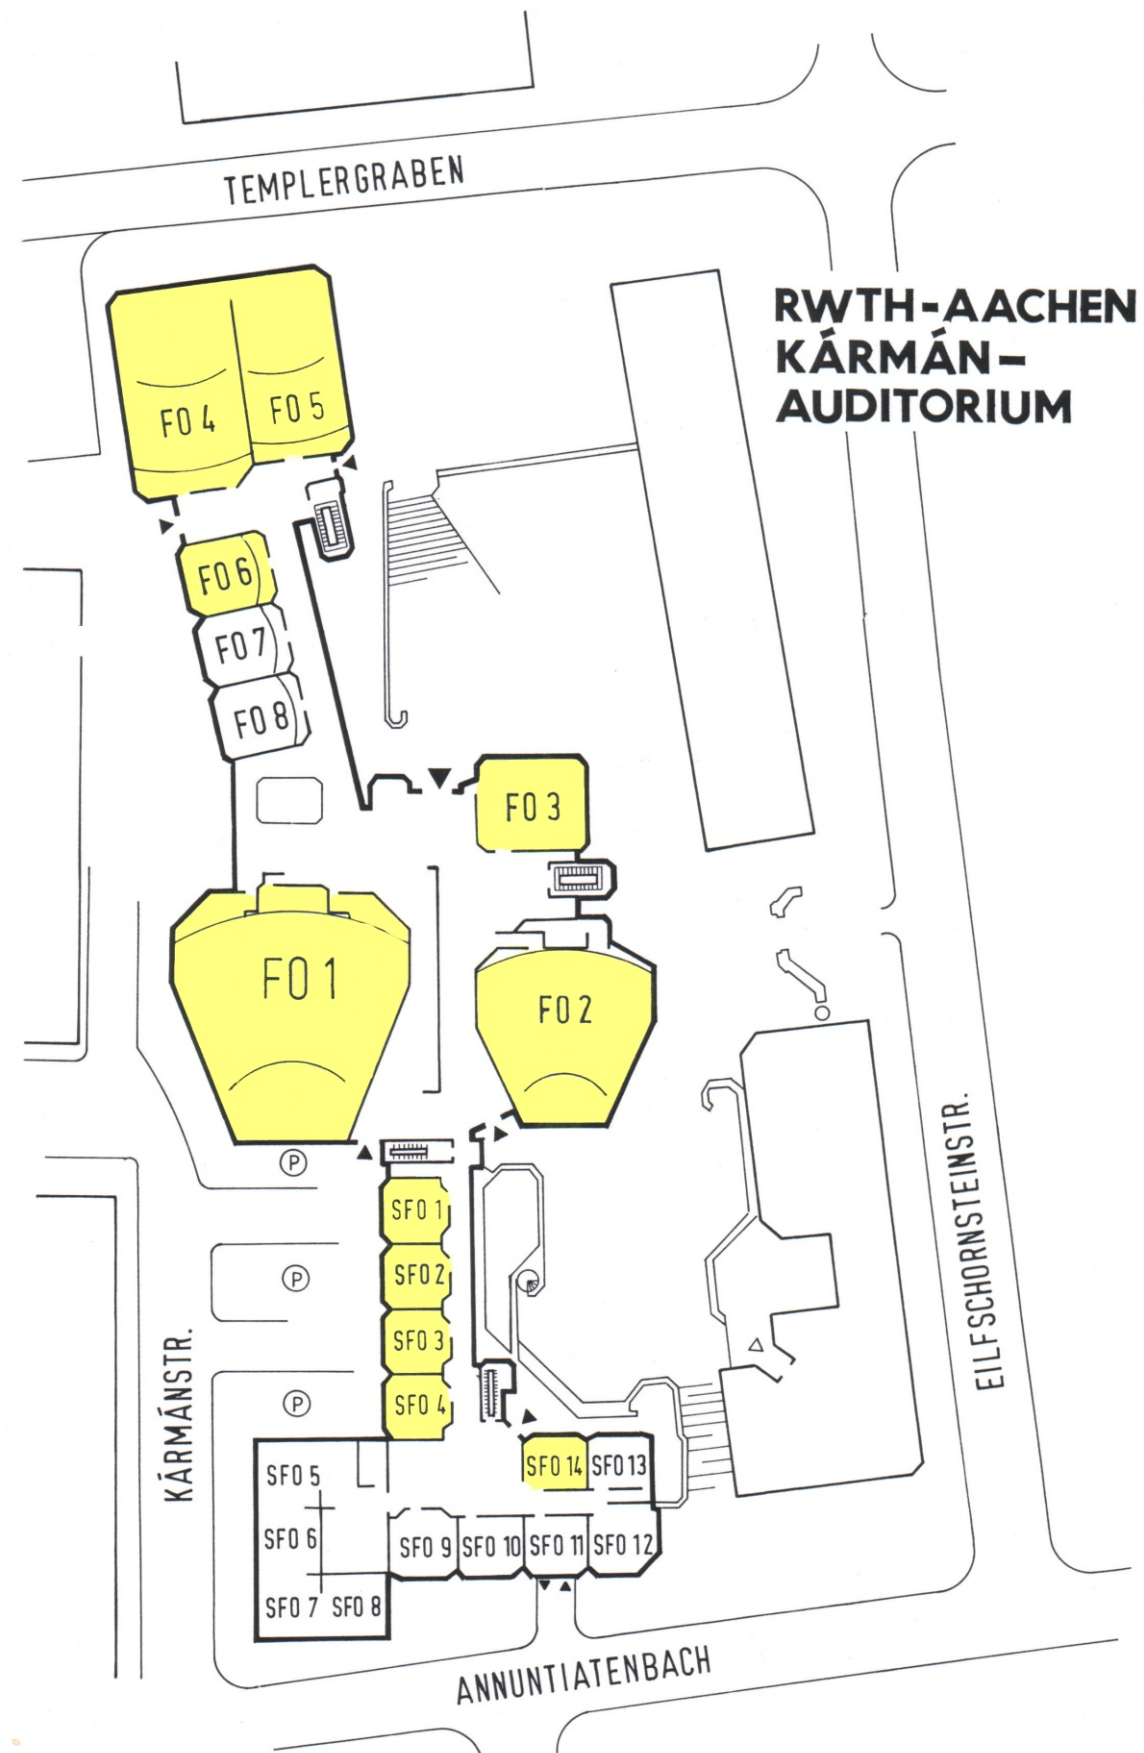 TEMPLERGRABEN
RWTH-AACHEN
KÁRMÁN-
AUDITORIUM
FO 4
FO 5
FO 6
FO 7
FO 8
FO 3
FO 1
FO 2
P
SFO 1
P
SFO 2
SFO 3
P
SFO 4
KÁRMÁNSTR.
EILFSCHORNSTEINSTR.
SFO 5
SFO 14
SFO 13
SFO 6
SFO 9
SFO 10
SFO 11
SFO 12
SFO 7
SFO 8
ANNUNTIATENBACH